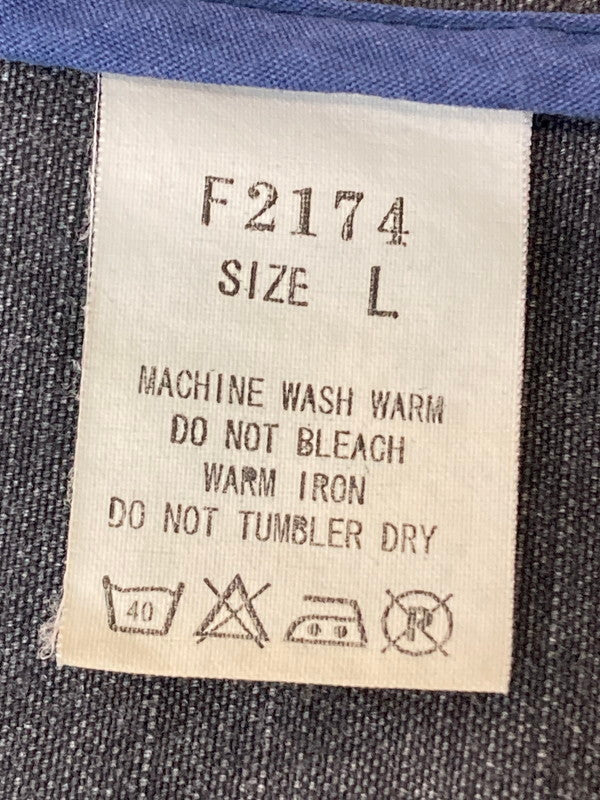 F2174
SIZE L
MACHINE WASH WARM
DO NOT BLEACH
WARM IRON
DO NOT TUMBLER DRY
40 P